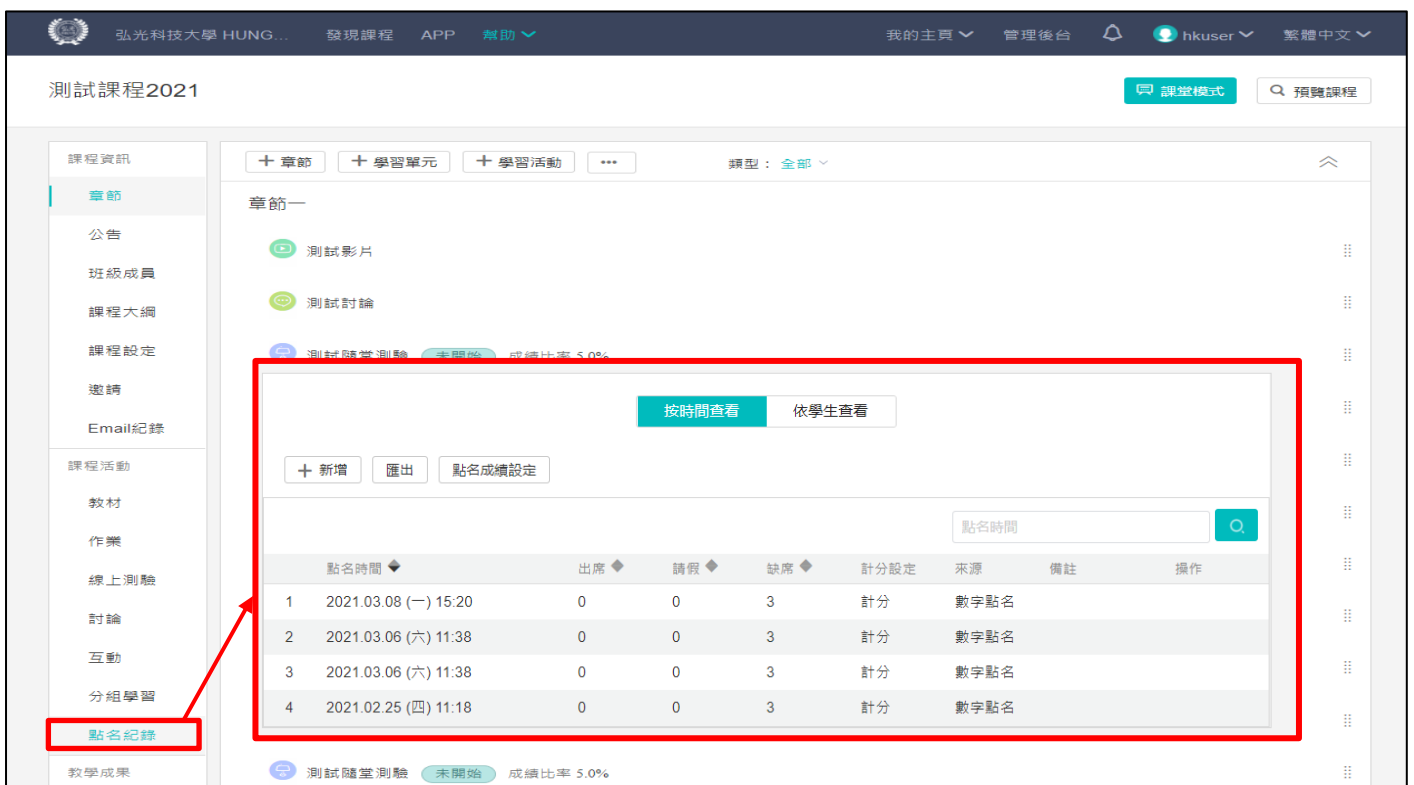 弘光科技大學 HUNG... 發現課程 APP 幫助 我的主頁 管理後台 hkuser 繁體中文
測試課程2021 課堂模式 預覽課程
課程資訊
章節
公告
班級成員
課程大綱
課程設定
邀請
Email紀錄
課程活動
教材
作業
線上測驗
討論
互動
分組學習
點名紀錄
教學成果
+ 章節 + 學習單元 + 學習活動 ••• 類型： 全部
章節一
測試影片
測試討論
測試隨堂測驗 未開始 成績比率 5.0%
按時間查看 依學生查看
+ 新增 匯出 點名成績設定
點名時間
點名時間 出席 請假 缺席 計分設定 來源 備註 操作
1 2021.03.08 (一) 15:20 0 0 3 計分 數字點名
2 2021.03.06 (六) 11:38 0 0 3 計分 數字點名
3 2021.03.06 (六) 11:38 0 0 3 計分 數字點名
4 2021.02.25 (四) 11:18 0 0 3 計分 數字點名
測試隨堂測驗 未開始 成績比率 5.0%